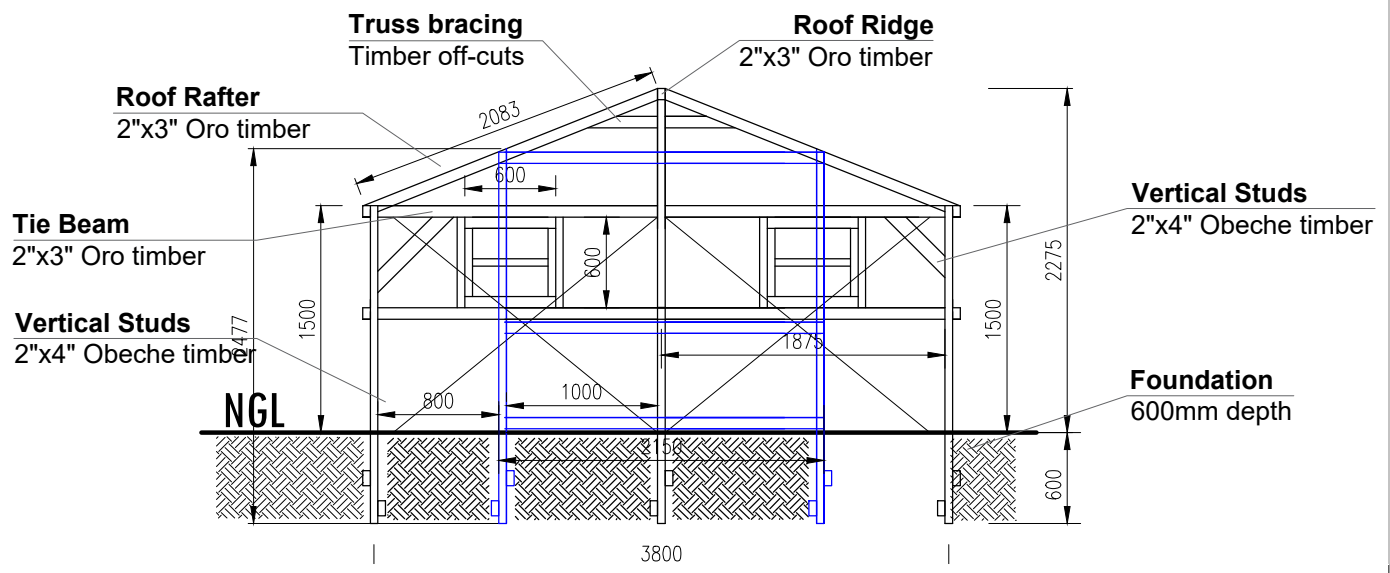 Truss bracing
Timber off-cuts
Roof Ridge
2"x3" Oro timber
Roof Rafter
2"x3" Oro timber
2083
600
Tie Beam
2"x3" Oro timber
Vertical Studs
2"x4" Obeche timber
600
2275
Vertical Studs
2"x4" Obeche timber
2477
1500
1500
1875
Foundation
600mm depth
NGL
800
1000
2150
600
3800